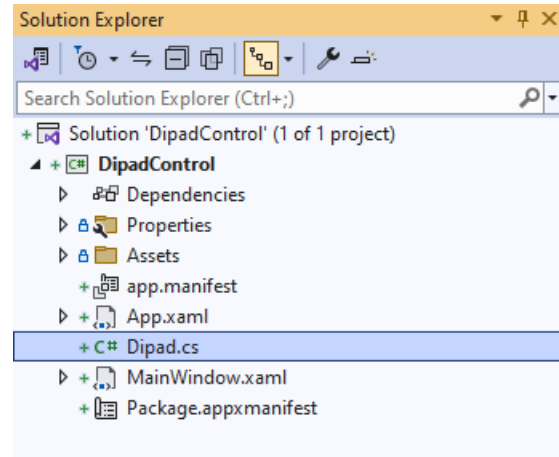 Solution Explorer
Search Solution Explorer (Ctrl+;)
Solution 'DipadControl' (1 of 1 project)
C# DipadControl
Dependencies
Properties
Assets
app.manifest
App.xaml
C# Dipad.cs
MainWindow.xaml
Package.appxmanifest